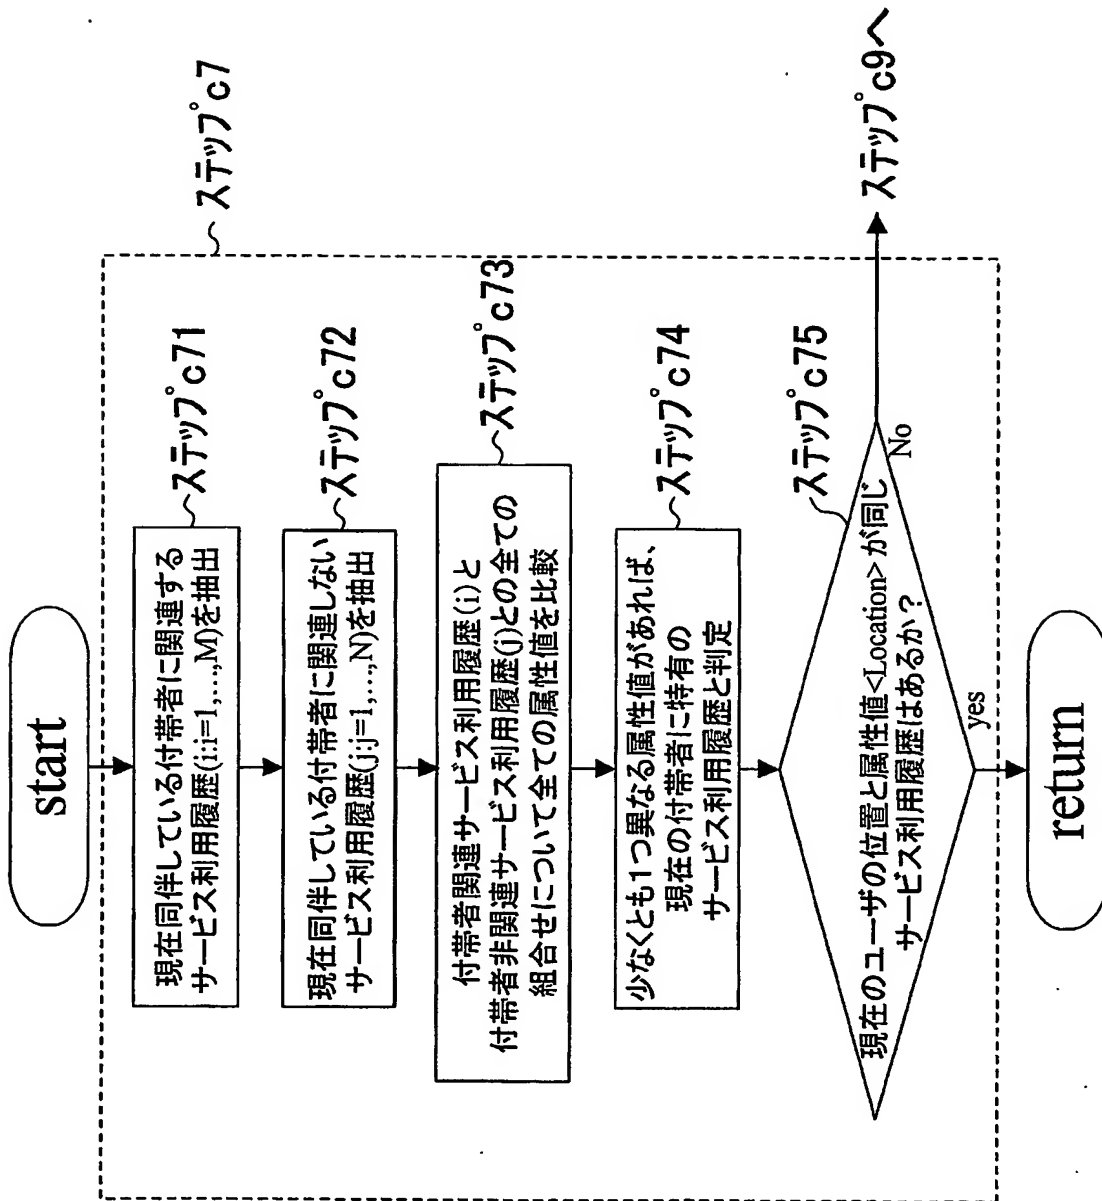 start
ステップc7
現在同伴している付帯者に関連する
サービス利用履歴(i:i=1,...,M)を抽出
ステップc71
現在同伴している付帯者に関連しない
サービス利用履歴(j:j=1,...,N)を抽出
ステップc72
付帯者関連サービス利用履歴(i)と
付帯者非関連サービス利用履歴(j)との全ての
組合せについて全ての属性値を比較
ステップc73
少なくとも1つ異なる属性値があれば、
現在の付帯者に特有の
サービス利用履歴と判定
ステップc74
現在のユーザの位置と属性値<Location>が同じ
サービス利用履歴はあるか？
ステップc75
No
ステップc9へ
yes
return